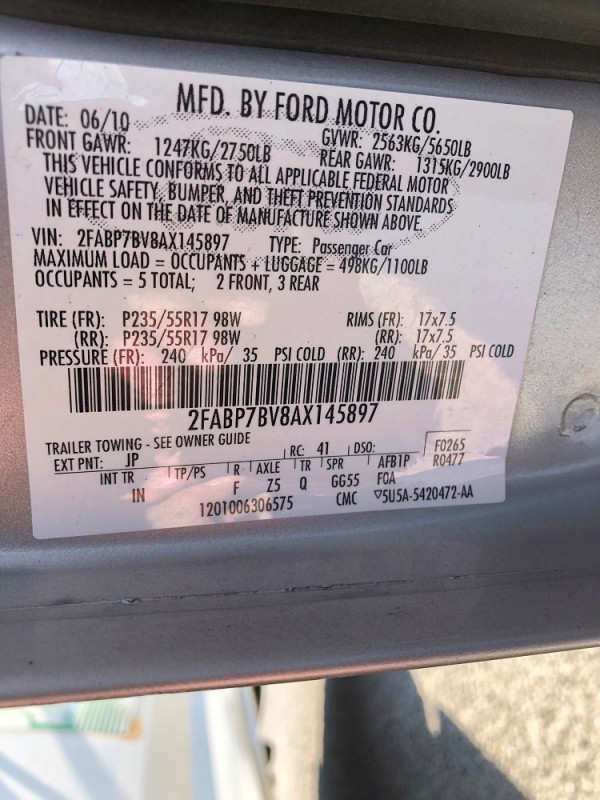 MFD. BY FORD MOTOR CO.
DATE: 06/10 GVWR: 2563KG/5650LB
FRONT GAWR: 1247KG/2750LB REAR GAWR: 1315KG/2900LB
THIS VEHICLE CONFORMS TO ALL APPLICABLE FEDERAL MOTOR
VEHICLE SAFETY, BUMPER, AND THEFT PREVENTION STANDARDS
IN EFFECT ON THE DATE OF MANUFACTURE SHOWN ABOVE.
VIN: 2FABP7BV8AX145897 TYPE: Passenger Car
MAXIMUM LOAD = OCCUPANTS + LUGGAGE = 498KG/1100LB
OCCUPANTS = 5 TOTAL; 2 FRONT, 3 REAR
TIRE (FR): P235/55R17 98W RIMS (FR): 17x7.5
(RR): P235/55R17 98W (RR): 17x7.5
PRESSURE (FR): 240 kPa/ 35 PSI COLD (RR): 240 kPa/ 35 PSI COLD
2FABP7BV8AX145897
TRAILER TOWING - SEE OWNER GUIDE F0265
EXT PNT: JP RC: 41 DSO: R0477
INT TR TP/PS R AXLE TR SPR AFB1P
IN F Z5 Q GG55 FOA
1201006306575 CMC ▽5U5A-5420472-AA